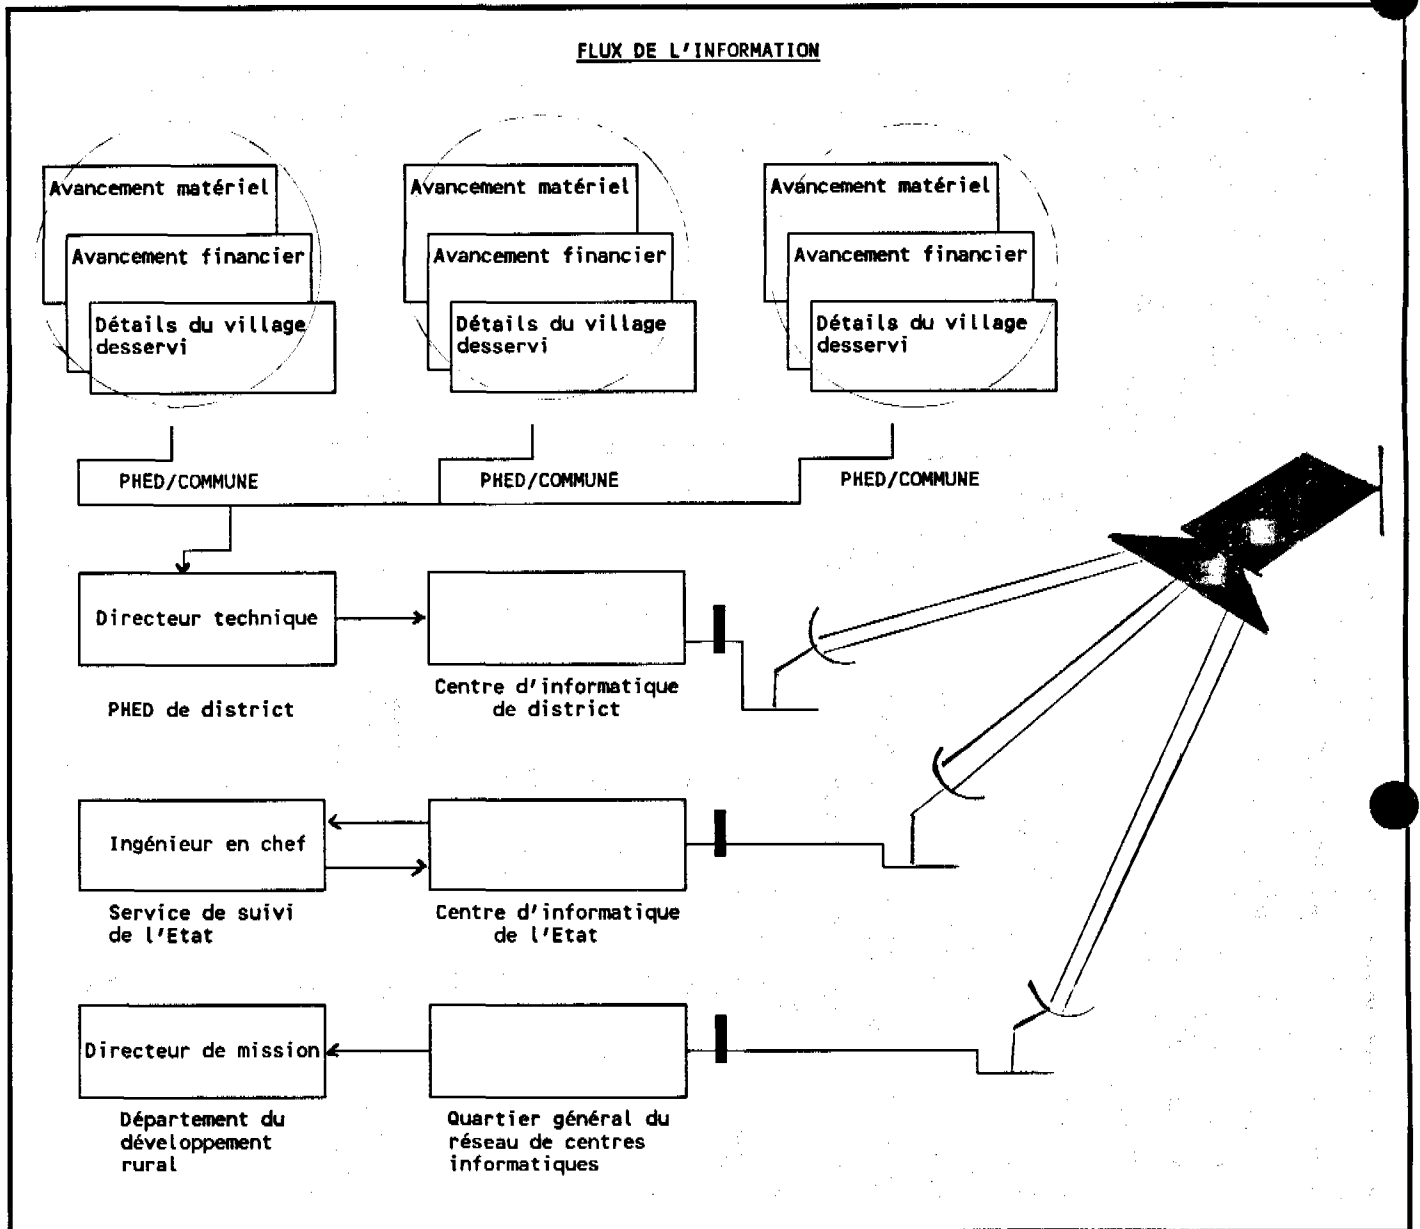 FLUX DE L'INFORMATION
Avancement matériel
Avancement financier
Détails du village
desservi
Avancement matériel
Avancement financier
Détails du village
desservi
Avancement matériel
Avancement financier
Détails du village
desservi
PHED/COMMUNE
PHED/COMMUNE
PHED/COMMUNE
Directeur technique
PHED de district
Centre d'informatique
de district
Ingénieur en chef
Service de suivi
de l'Etat
Centre d'informatique
de l'Etat
Directeur de mission
Département du
développement
rural
Quartier général du
réseau de centres
informatiques